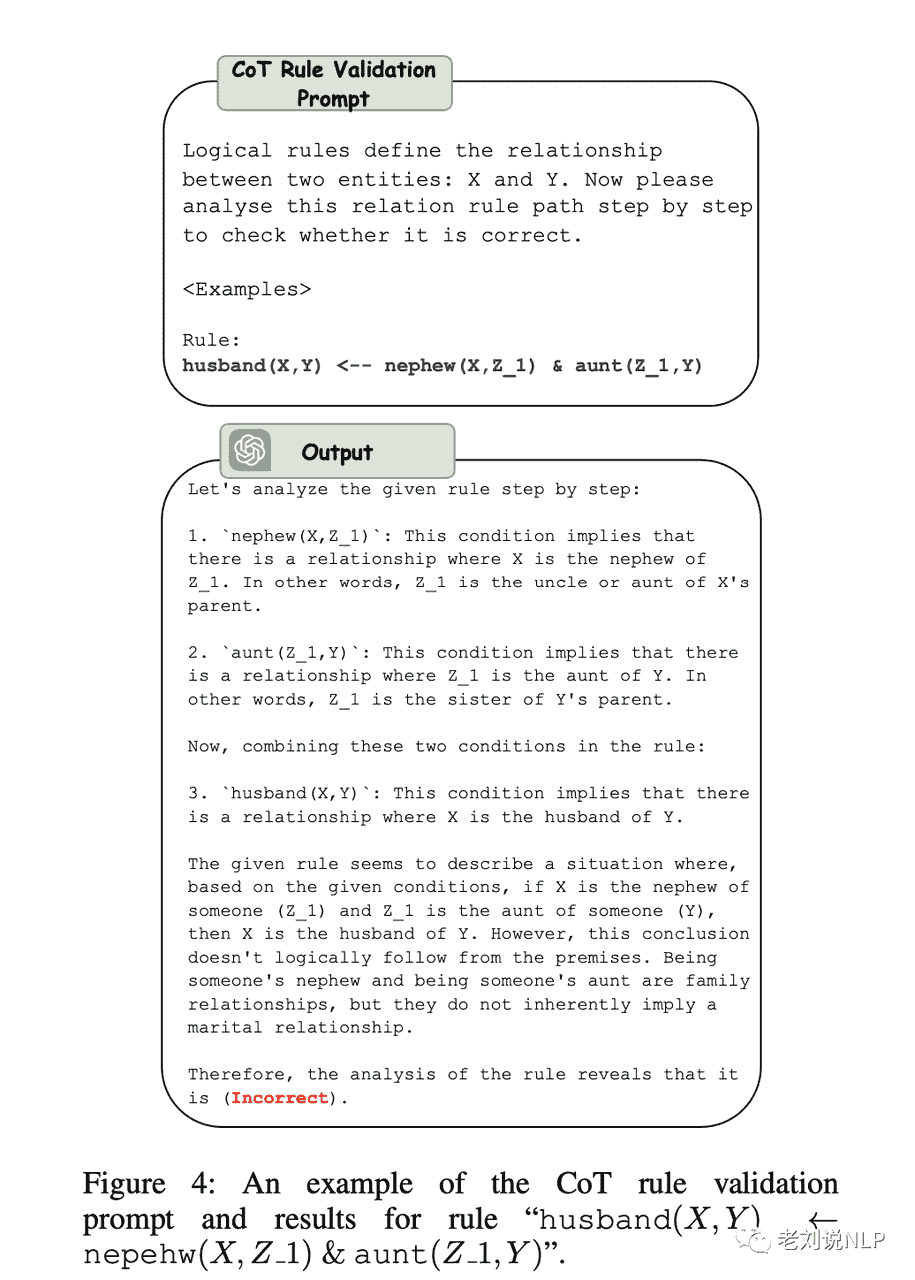 CoT Rule Validation
Prompt
Logical rules define the relationship
between two entities: X and Y. Now please
analyse this relation rule path step by step
to check whether it is correct.
<Examples>
Rule:
husband(X,Y) <-- nephew(X,Z_1) & aunt(Z_1,Y)
Output
Let's analyze the given rule step by step:
1. `nephew(X,Z_1)`: This condition implies that
there is a relationship where X is the nephew of
Z_1. In other words, Z_1 is the uncle or aunt of X's
parent.
2. `aunt(Z_1,Y)`: This condition implies that there
is a relationship where Z_1 is the aunt of Y. In
other words, Z_1 is the sister of Y's parent.
Now, combining these two conditions in the rule:
3. `husband(X,Y)`: This condition implies that there
is a relationship where X is the husband of Y.
The given rule seems to describe a situation where,
based on the given conditions, if X is the nephew of
someone (Z_1) and Z_1 is the aunt of someone (Y),
then X is the husband of Y. However, this conclusion
doesn't logically follow from the premises. Being
someone's nephew and being someone's aunt are family
relationships, but they do not inherently imply a
marital relationship.
Therefore, the analysis of the rule reveals that it
is (Incorrect).
Figure 4: An example of the CoT rule validation
prompt and results for rule “husband(X, Y) ←
nepehw(X, Z_1) & aunt(Z_1, Y)”.
老刘说NLP